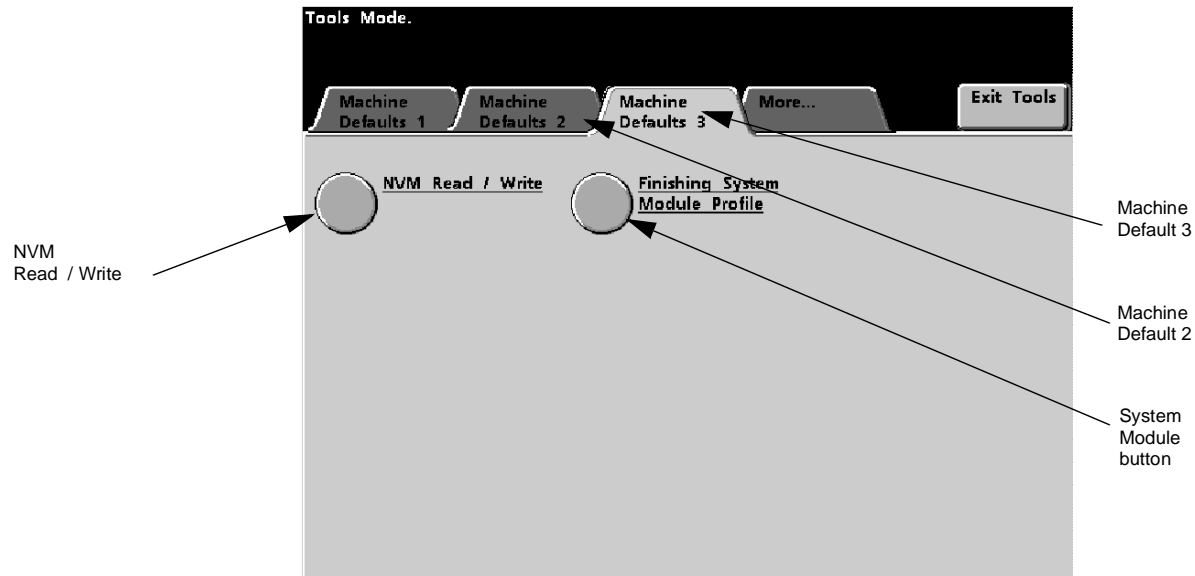 Tools Mode.
Machine
Defaults 1
Machine
Defaults 2
Machine
Defaults 3
More...
Exit Tools
NVM Read / Write
Finishing System
Module Profile
NVM
Read / Write
Machine
Default 3
Machine
Default 2
System
Module
button